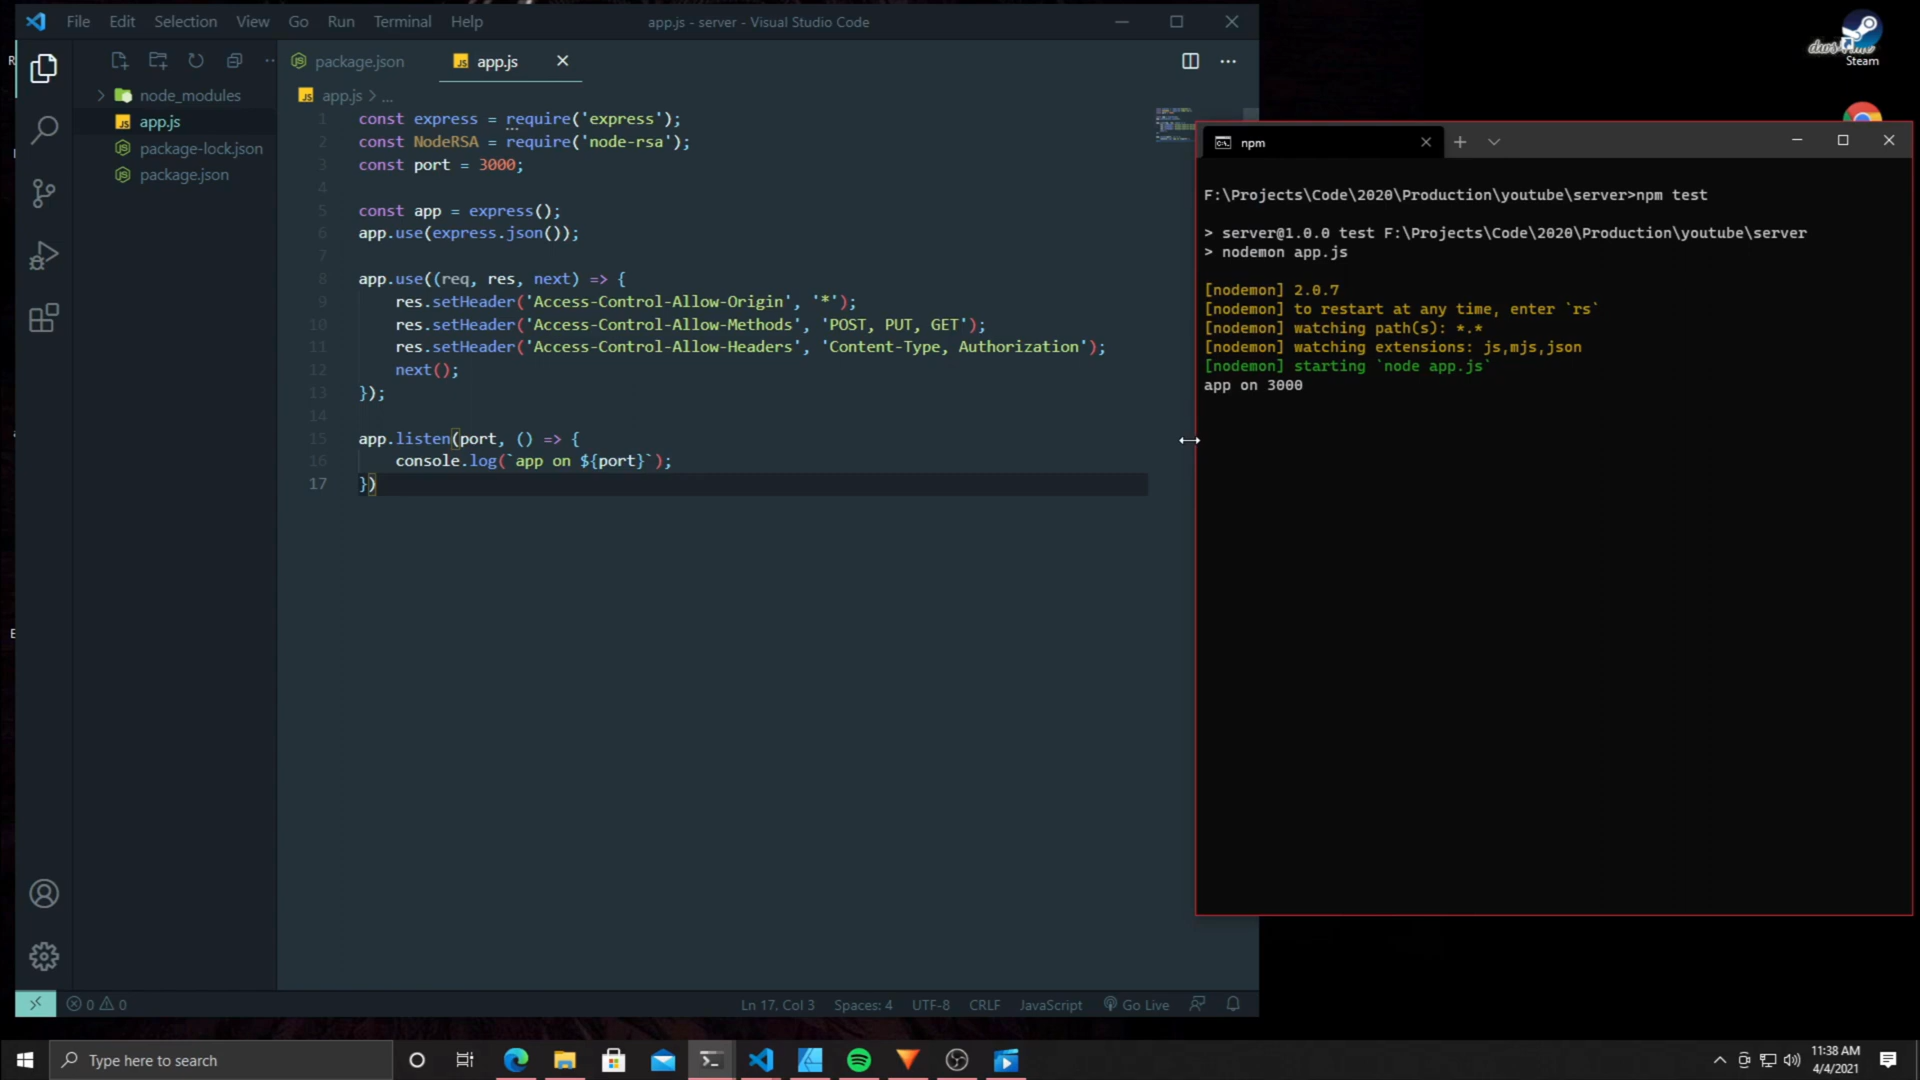 File Edit Selection View Go Run Terminal Help
app.js - server - Visual Studio Code
node_modules
app.js
package-lock.json
package.json
package.json
app.js
app.js > ...
1 const express = require('express');
2 const NodeRSA = require('node-rsa');
3 const port = 3000;
4
5 const app = express();
6 app.use(express.json());
7
8 app.use((req, res, next) => {
9 res.setHeader('Access-Control-Allow-Origin', '*');
10 res.setHeader('Access-Control-Allow-Methods', 'POST, PUT, GET');
11 res.setHeader('Access-Control-Allow-Headers', 'Content-Type, Authorization');
12 next();
13 });
14
15 app.listen(port, () => {
16 console.log(`app on ${port}`);
17 })
Steam
npm
F:\Projects\Code\2020\Production\youtube\server>npm test
> server@1.0.0 test F:\Projects\Code\2020\Production\youtube\server
> nodemon app.js
[nodemon] 2.0.7
[nodemon] to restart at any time, enter `rs`
[nodemon] watching path(s): *.*
[nodemon] watching extensions: js,mjs,json
[nodemon] starting `node app.js`
app on 3000
0 0
Ln 17, Col 3 Spaces: 4 UTF-8 CRLF JavaScript Go Live
Type here to search
11:38 AM
4/4/2021